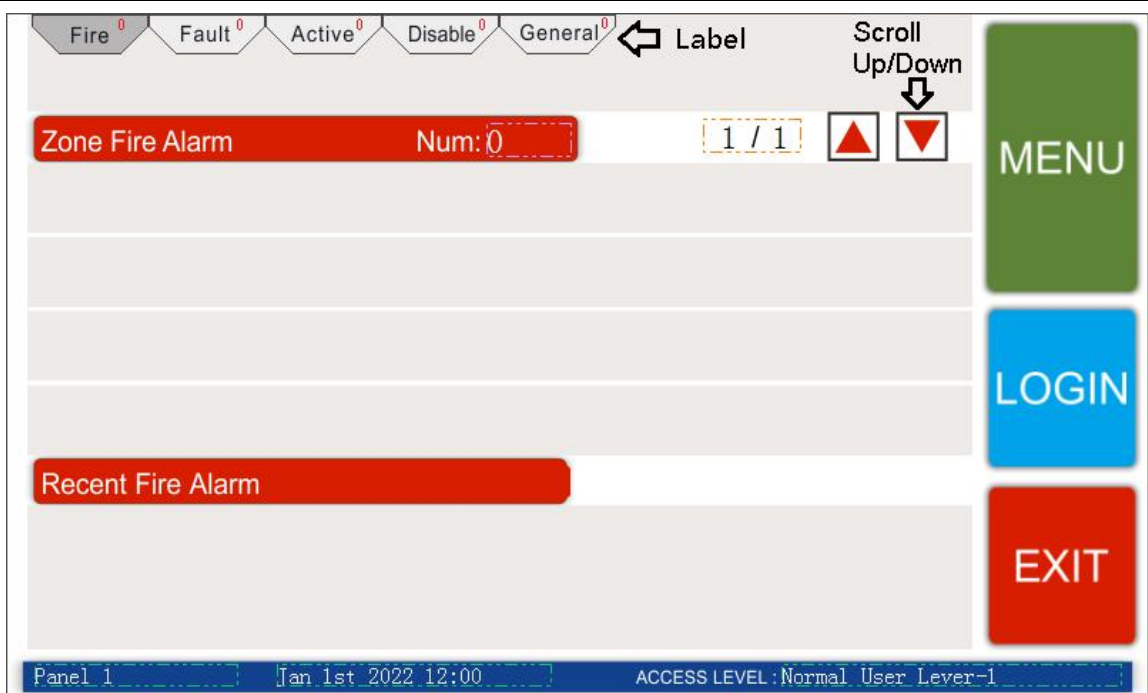 Fire 0 Fault 0 Active 0 Disable 0 General 0 Label
Scroll
Up/Down
Zone Fire Alarm Num: 0 1 / 1
MENU
LOGIN
Recent Fire Alarm
EXIT
Panel 1 Jan 1st 2022 12:00 ACCESS LEVEL : Normal User Lever-1